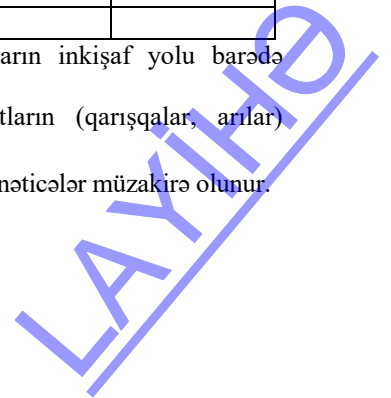 ların inkişaf yolu barədə
tların (qarışqalar, arılar)
nəticələr müzakirə olunur.
LAYİHƏ